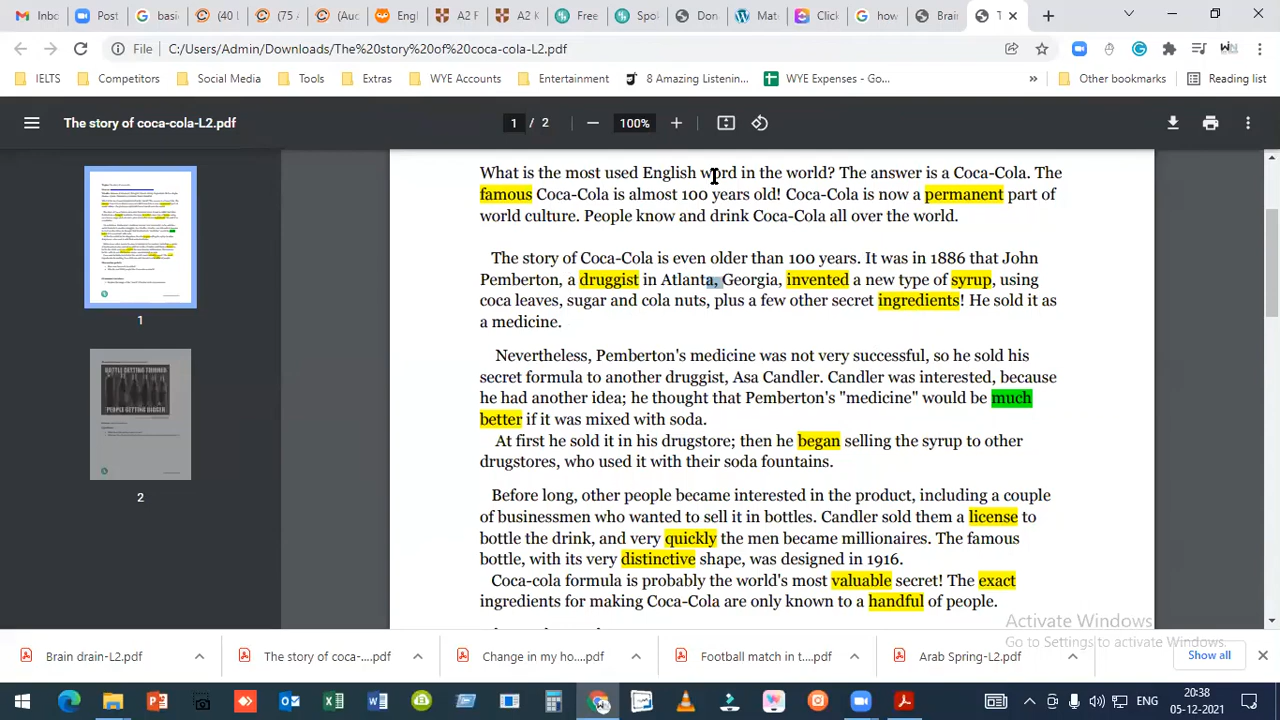 Inbo
G
basi
(40
(75
(Auc
Engl
A2 F
A2 K
Free
Spok
Don
Mat
Click
how
Brain
T
File
C:/Users/Admin/Downloads/The%20story%20of%20coca-cola-L2.pdf
IELTS
Competitors
Social Media
Tools
Extras
WYE Accounts
Entertainment
8 Amazing Listenin...
WYE Expenses - Go...
»
Other bookmarks
Reading list
The story of coca-cola-L2.pdf
1 / 2
100%
What is the most used English word in the world? The answer is a Coca-Cola. The
famous Coca-Cola is almost 100 years old! Coca-Cola is now a permanent part of
world culture. People know and drink Coca-Cola all over the world.
The story of Coca-Cola is even older than 100 years. It was in 1886 that John
Pemberton, a druggist in Atlanta, Georgia, invented a new type of syrup, using
coca leaves, sugar and cola nuts, plus a few other secret ingredients! He sold it as
a medicine.
Nevertheless, Pemberton's medicine was not very successful, so he sold his
secret formula to another druggist, Asa Candler. Candler was interested, because
he had another idea; he thought that Pemberton's "medicine" would be much
better if it was mixed with soda.
At first he sold it in his drugstore; then he began selling the syrup to other
drugstores, who used it with their soda fountains.
Before long, other people became interested in the product, including a couple
of businessmen who wanted to sell it in bottles. Candler sold them a license to
bottle the drink, and very quickly the men became millionaires. The famous
bottle, with its very distinctive shape, was designed in 1916.
Coca-cola formula is probably the world's most valuable secret! The exact
ingredients for making Coca-Cola are only known to a handful of people.
1
BOTTLE GETTING THINNER
PEOPLE GETTING BIGGER
2
Activate Windows
Go to Settings to activate Windows.
Brain drain-L2.pdf
The story of coca-....pdf
Change in my ho....pdf
Football match in t....pdf
Arab Spring-L2.pdf
Show all
ENG
20:38
05-12-2021